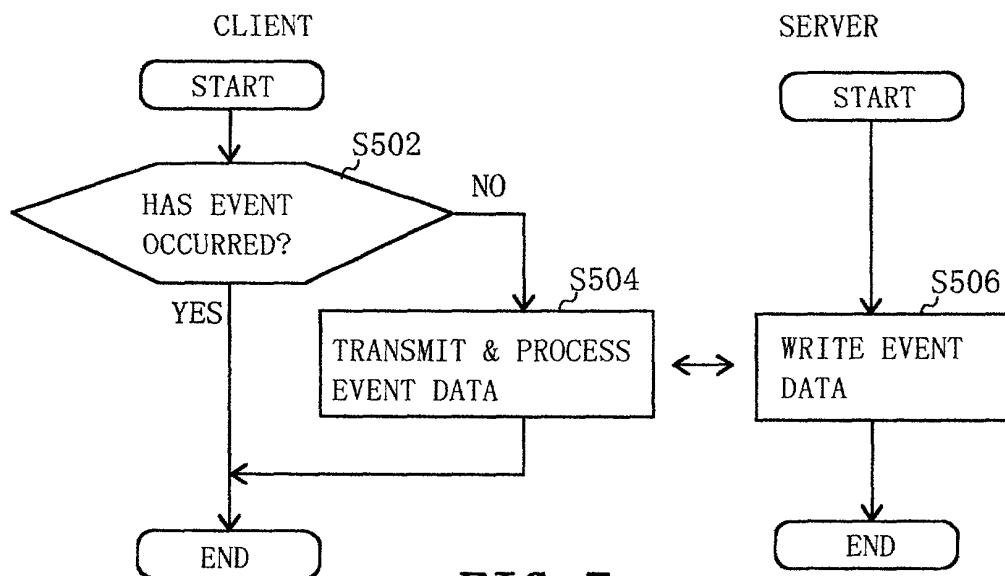 CLIENT
SERVER
START
START
S502
HAS EVENT
OCCURRED?
NO
YES
S504
TRANSMIT & PROCESS
EVENT DATA
S506
WRITE EVENT
DATA
END
END